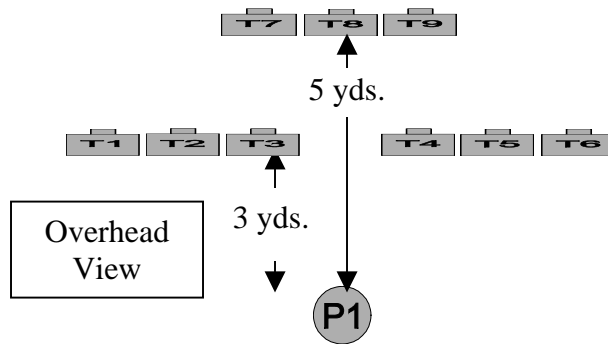 T7 T8 T9
5 yds.
T1 T2 T3 T4 T5 T6
3 yds.
Overhead
View
P1